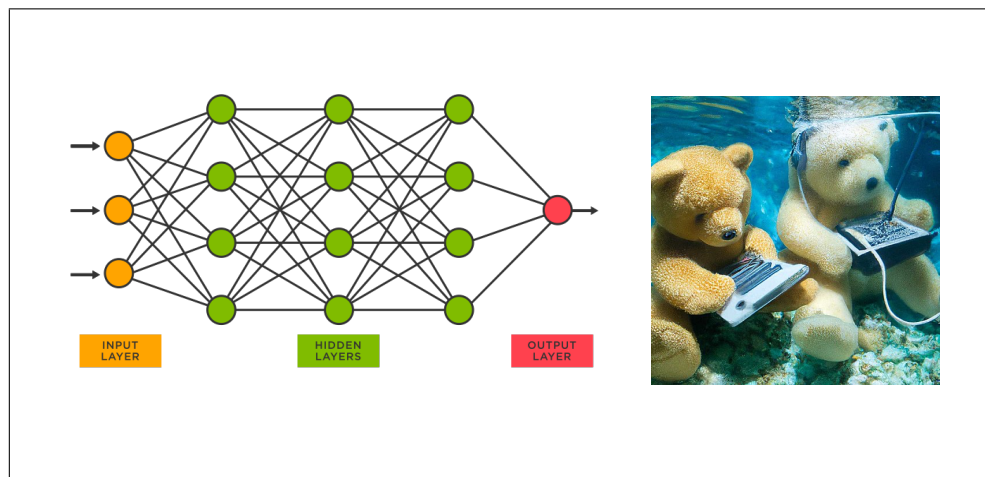 INPUT
LAYER
HIDDEN
LAYERS
OUTPUT
LAYER